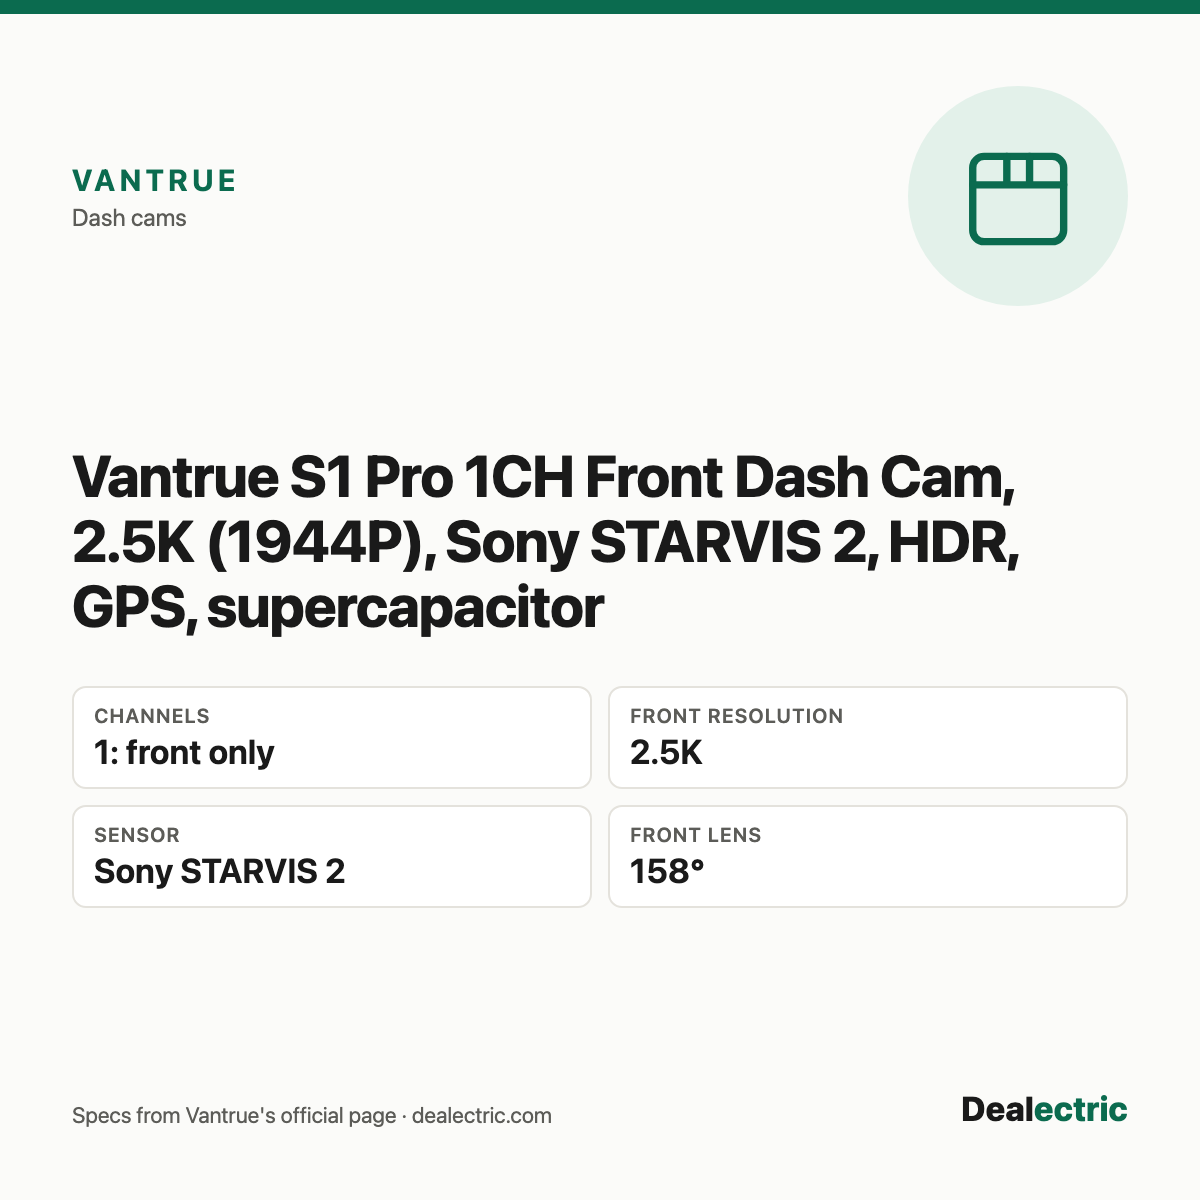 VANTRUE
Dash cams
Vantrue S1 Pro 1CH Front Dash Cam,
2.5K (1944P), Sony STARVIS 2, HDR,
GPS, supercapacitor
CHANNELS
1: front only
FRONT RESOLUTION
2.5K
SENSOR
Sony STARVIS 2
FRONT LENS
158°
Specs from Vantrue's official page · dealectric.com
Dealectric